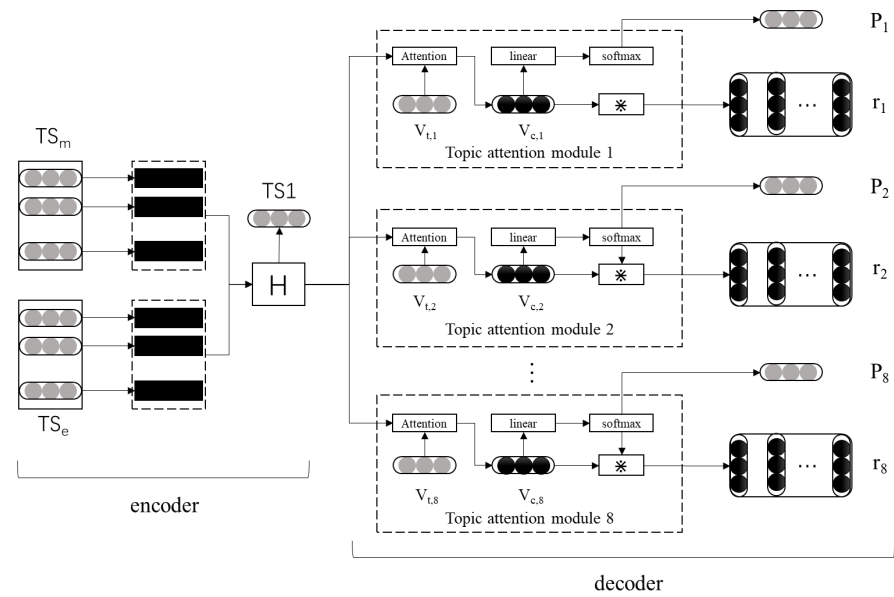 P1
Attention
linear
softmax
※
Vt,1
Vc,1
r1
...
Topic attention module 1
TSm
TS1
P2
Attention
linear
softmax
※
H
Vt,2
Vc,2
r2
...
Topic attention module 2
...
P8
TSe
Attention
linear
softmax
※
Vt,8
Vc,8
r8
...
Topic attention module 8
encoder
decoder